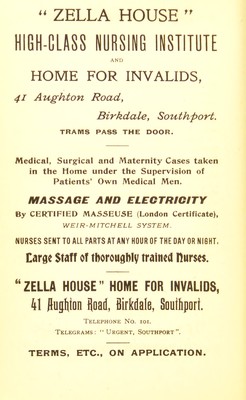 "ZELLA HOUSE"
HIGH-CLASS NURSING INSTITUTE
AND
HOME FOR INVALIDS,
41 Aughton Road,
Birkdale, Southport.
TRAMS PASS THE DOOR.
Medical, Surgical and Maternity Cases taken
in the Home under the Supervision of
Patients' Own Medical Men.
MASSAGE AND ELECTRICITY
By CERTIFIED MASSEUSE (London Certificate),
WEIR-MITCHELL SYSTEM.
NURSES SENT TO ALL PARTS AT ANY HOUR OF THE DAY OR NIGHT.
Large Staff of thoroughly trained Nurses.
"ZELLA HOUSE" HOME FOR INVALIDS,
41 Aughton Road, Birkdale, Southport.
TELEPHONE No. 101.
TELEGRAMS: "URGENT, SOUTHPORT".
TERMS, ETC., ON APPLICATION.